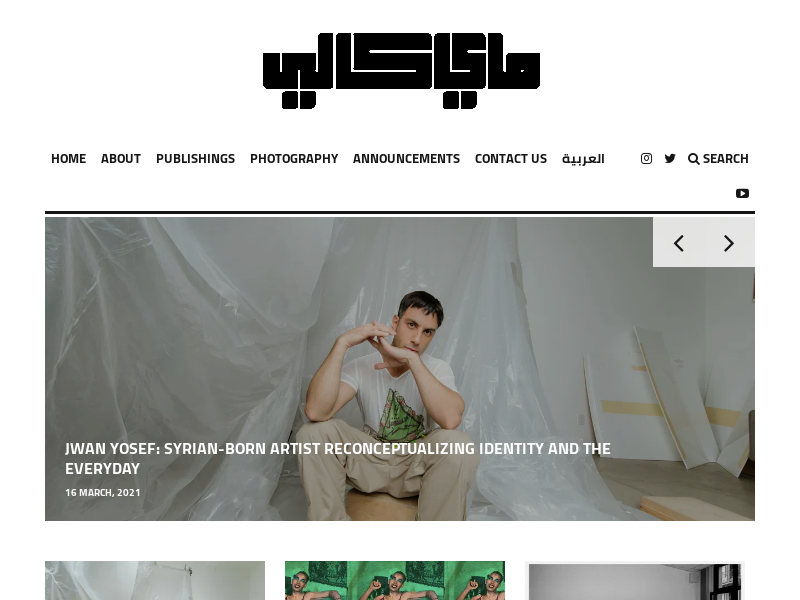 ماي كالي
HOME ABOUT PUBLISHINGS PHOTOGRAPHY ANNOUNCEMENTS CONTACT US العربية SEARCH
JWAN YOSEF: SYRIAN-BORN ARTIST RECONCEPTUALIZING IDENTITY AND THE
EVERYDAY
16 MARCH, 2021